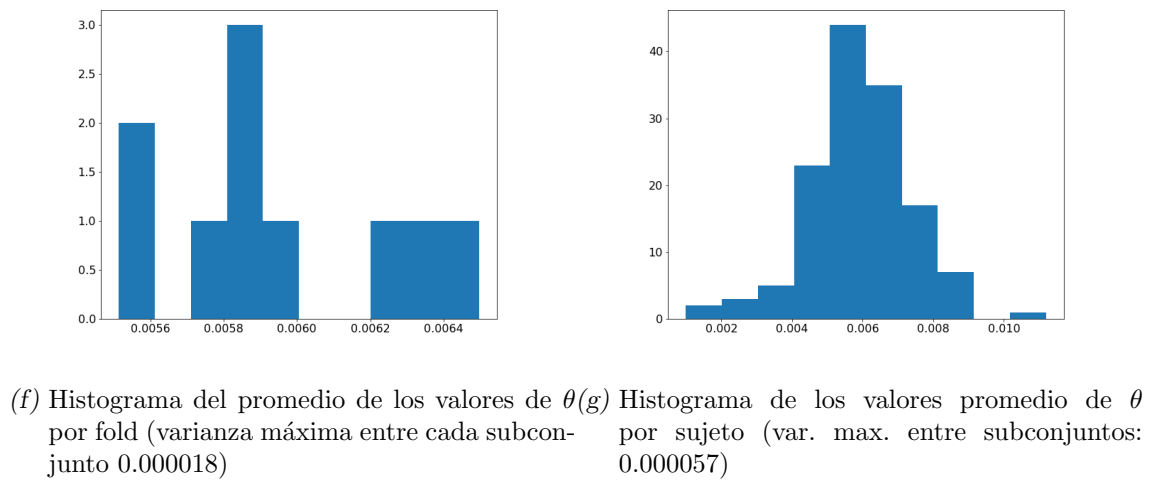 3.0
2.5
2.0
1.5
1.0
0.5
0.0
0.0056 0.0058 0.0060 0.0062 0.0064
40
30
20
10
0
0.002 0.004 0.006 0.008 0.010
(f) Histograma del promedio de los valores de θ
por fold (varianza máxima entre cada subcon-
junto 0.000018)
(g) Histograma de los valores promedio de θ
por sujeto (var. max. entre subconjuntos:
0.000057)